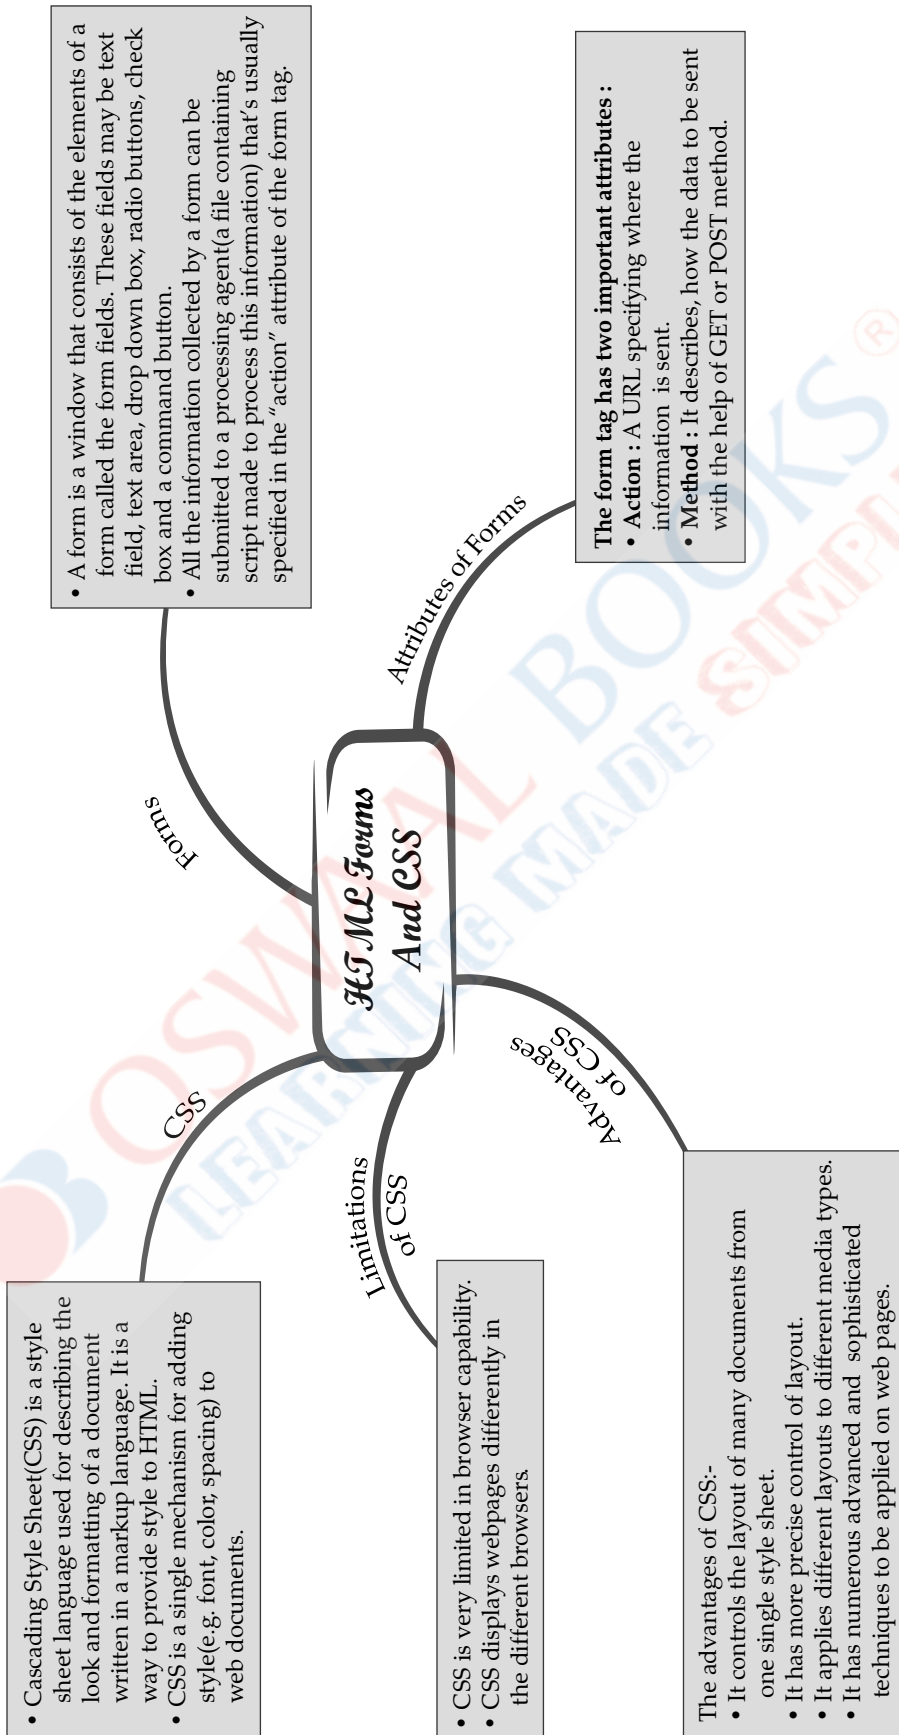 • Cascading Style Sheet(CSS) is a style
sheet language used for describing the
look and formatting of a document
written in a markup language. It is a
way to provide style to HTML.
• CSS is a single mechanism for adding
style(e.g. font, color, spacing) to
web documents.
CSS
Forms
• A form is a window that consists of the elements of a
form called the form fields. These fields may be text
field, text area, drop down box, radio buttons, check
box and a command button.
• All the information collected by a form can be
submitted to a processing agent(a file containing
script made to process this information) that's usually
specified in the “action” attribute of the form tag.
HTML Forms
And CSS
Limitations
of CSS
• CSS is very limited in browser capability.
• CSS displays webpages differently in
the different browsers.
Attributes of Forms
The form tag has two important attributes :
• Action : A URL specifying where the
information is sent.
• Method : It describes, how the data to be sent
with the help of GET or POST method.
Advantages
of CSS
The advantages of CSS:-
• It controls the layout of many documents from
one single style sheet.
• It has more precise control of layout.
• It applies different layouts to different media types.
• It has numerous advanced and sophisticated
techniques to be applied on web pages.
OSWAAL BOOKS ®
LEARNING MADE SIMPL